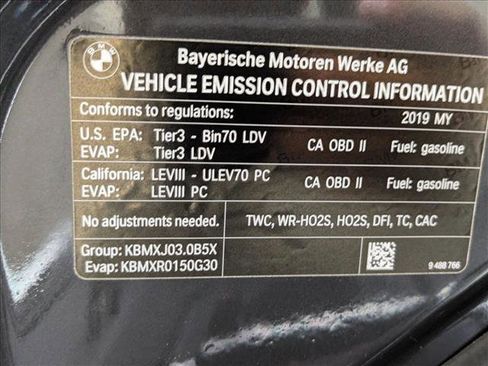 BMW
Bayerische Motoren Werke AG
VEHICLE EMISSION CONTROL INFORMATION
Conforms to regulations: 2019 MY
U.S. EPA: Tier3 - Bin70 LDV CA OBD II Fuel: gasoline
EVAP: Tier3 LDV
California: LEVIII - ULEV70 PC CA OBD II Fuel: gasoline
EVAP: LEVIII PC
No adjustments needed. TWC, WR-HO2S, HO2S, DFI, TC, CAC
Group: KBMXJ03.0B5X
Evap: KBMXR0150G30 9 488 766